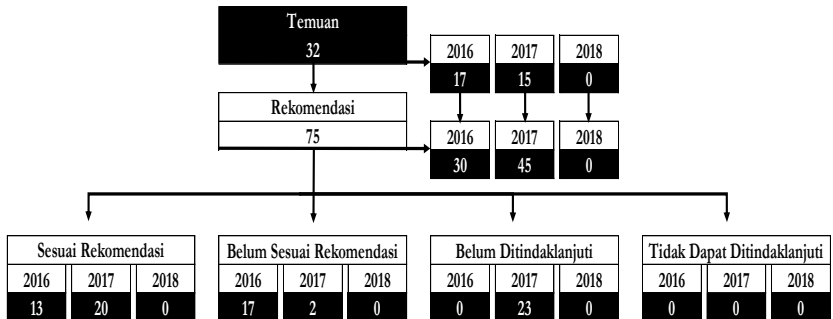 Temuan
32
2016 2017 2018
17 15 0
Rekomendasi
75
2016 2017 2018
30 45 0
Sesuai Rekomendasi
2016 2017 2018
13 20 0
Belum Sesuai Rekomendasi
2016 2017 2018
17 2 0
Belum Ditindaklanjuti
2016 2017 2018
0 23 0
Tidak Dapat Ditindaklanjuti
2016 2017 2018
0 0 0